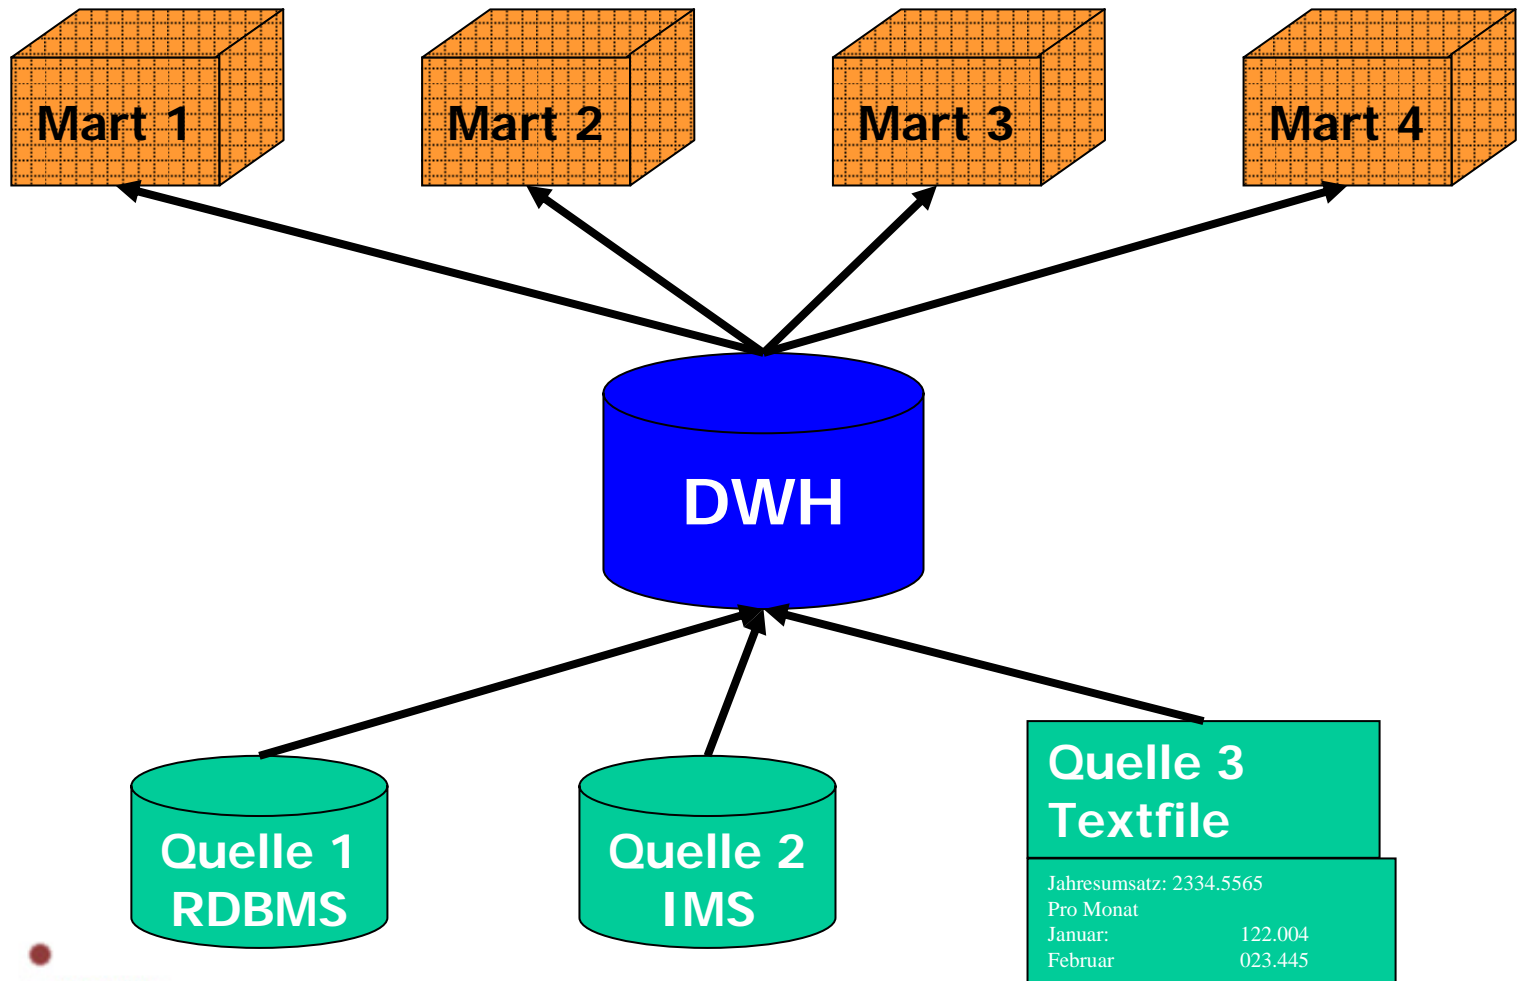 Mart 1
Mart 2
Mart 3
Mart 4
DWH
Quelle 1
RDBMS
Quelle 2
IMS
Quelle 3
Textfile
Jahresumsatz: 2334.5565
Pro Monat
Januar: 122.004
Februar 023.445